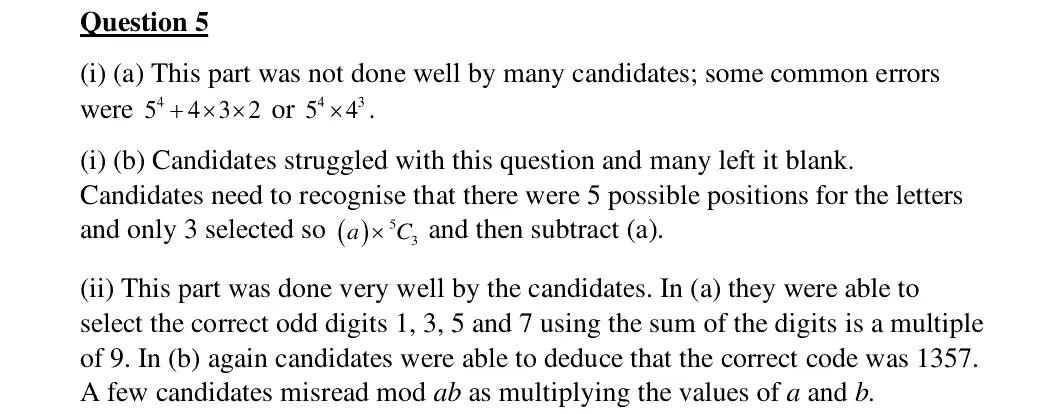 Question 5
(i) (a) This part was not done well by many candidates; some common errors
were 5⁴ + 4×3×2 or 5⁴ ×4³.
(i) (b) Candidates struggled with this question and many left it blank.
Candidates need to recognise that there were 5 possible positions for the letters
and only 3 selected so (a)× ⁵C₃ and then subtract (a).
(ii) This part was done very well by the candidates. In (a) they were able to
select the correct odd digits 1, 3, 5 and 7 using the sum of the digits is a multiple
of 9. In (b) again candidates were able to deduce that the correct code was 1357.
A few candidates misread mod ab as multiplying the values of a and b.